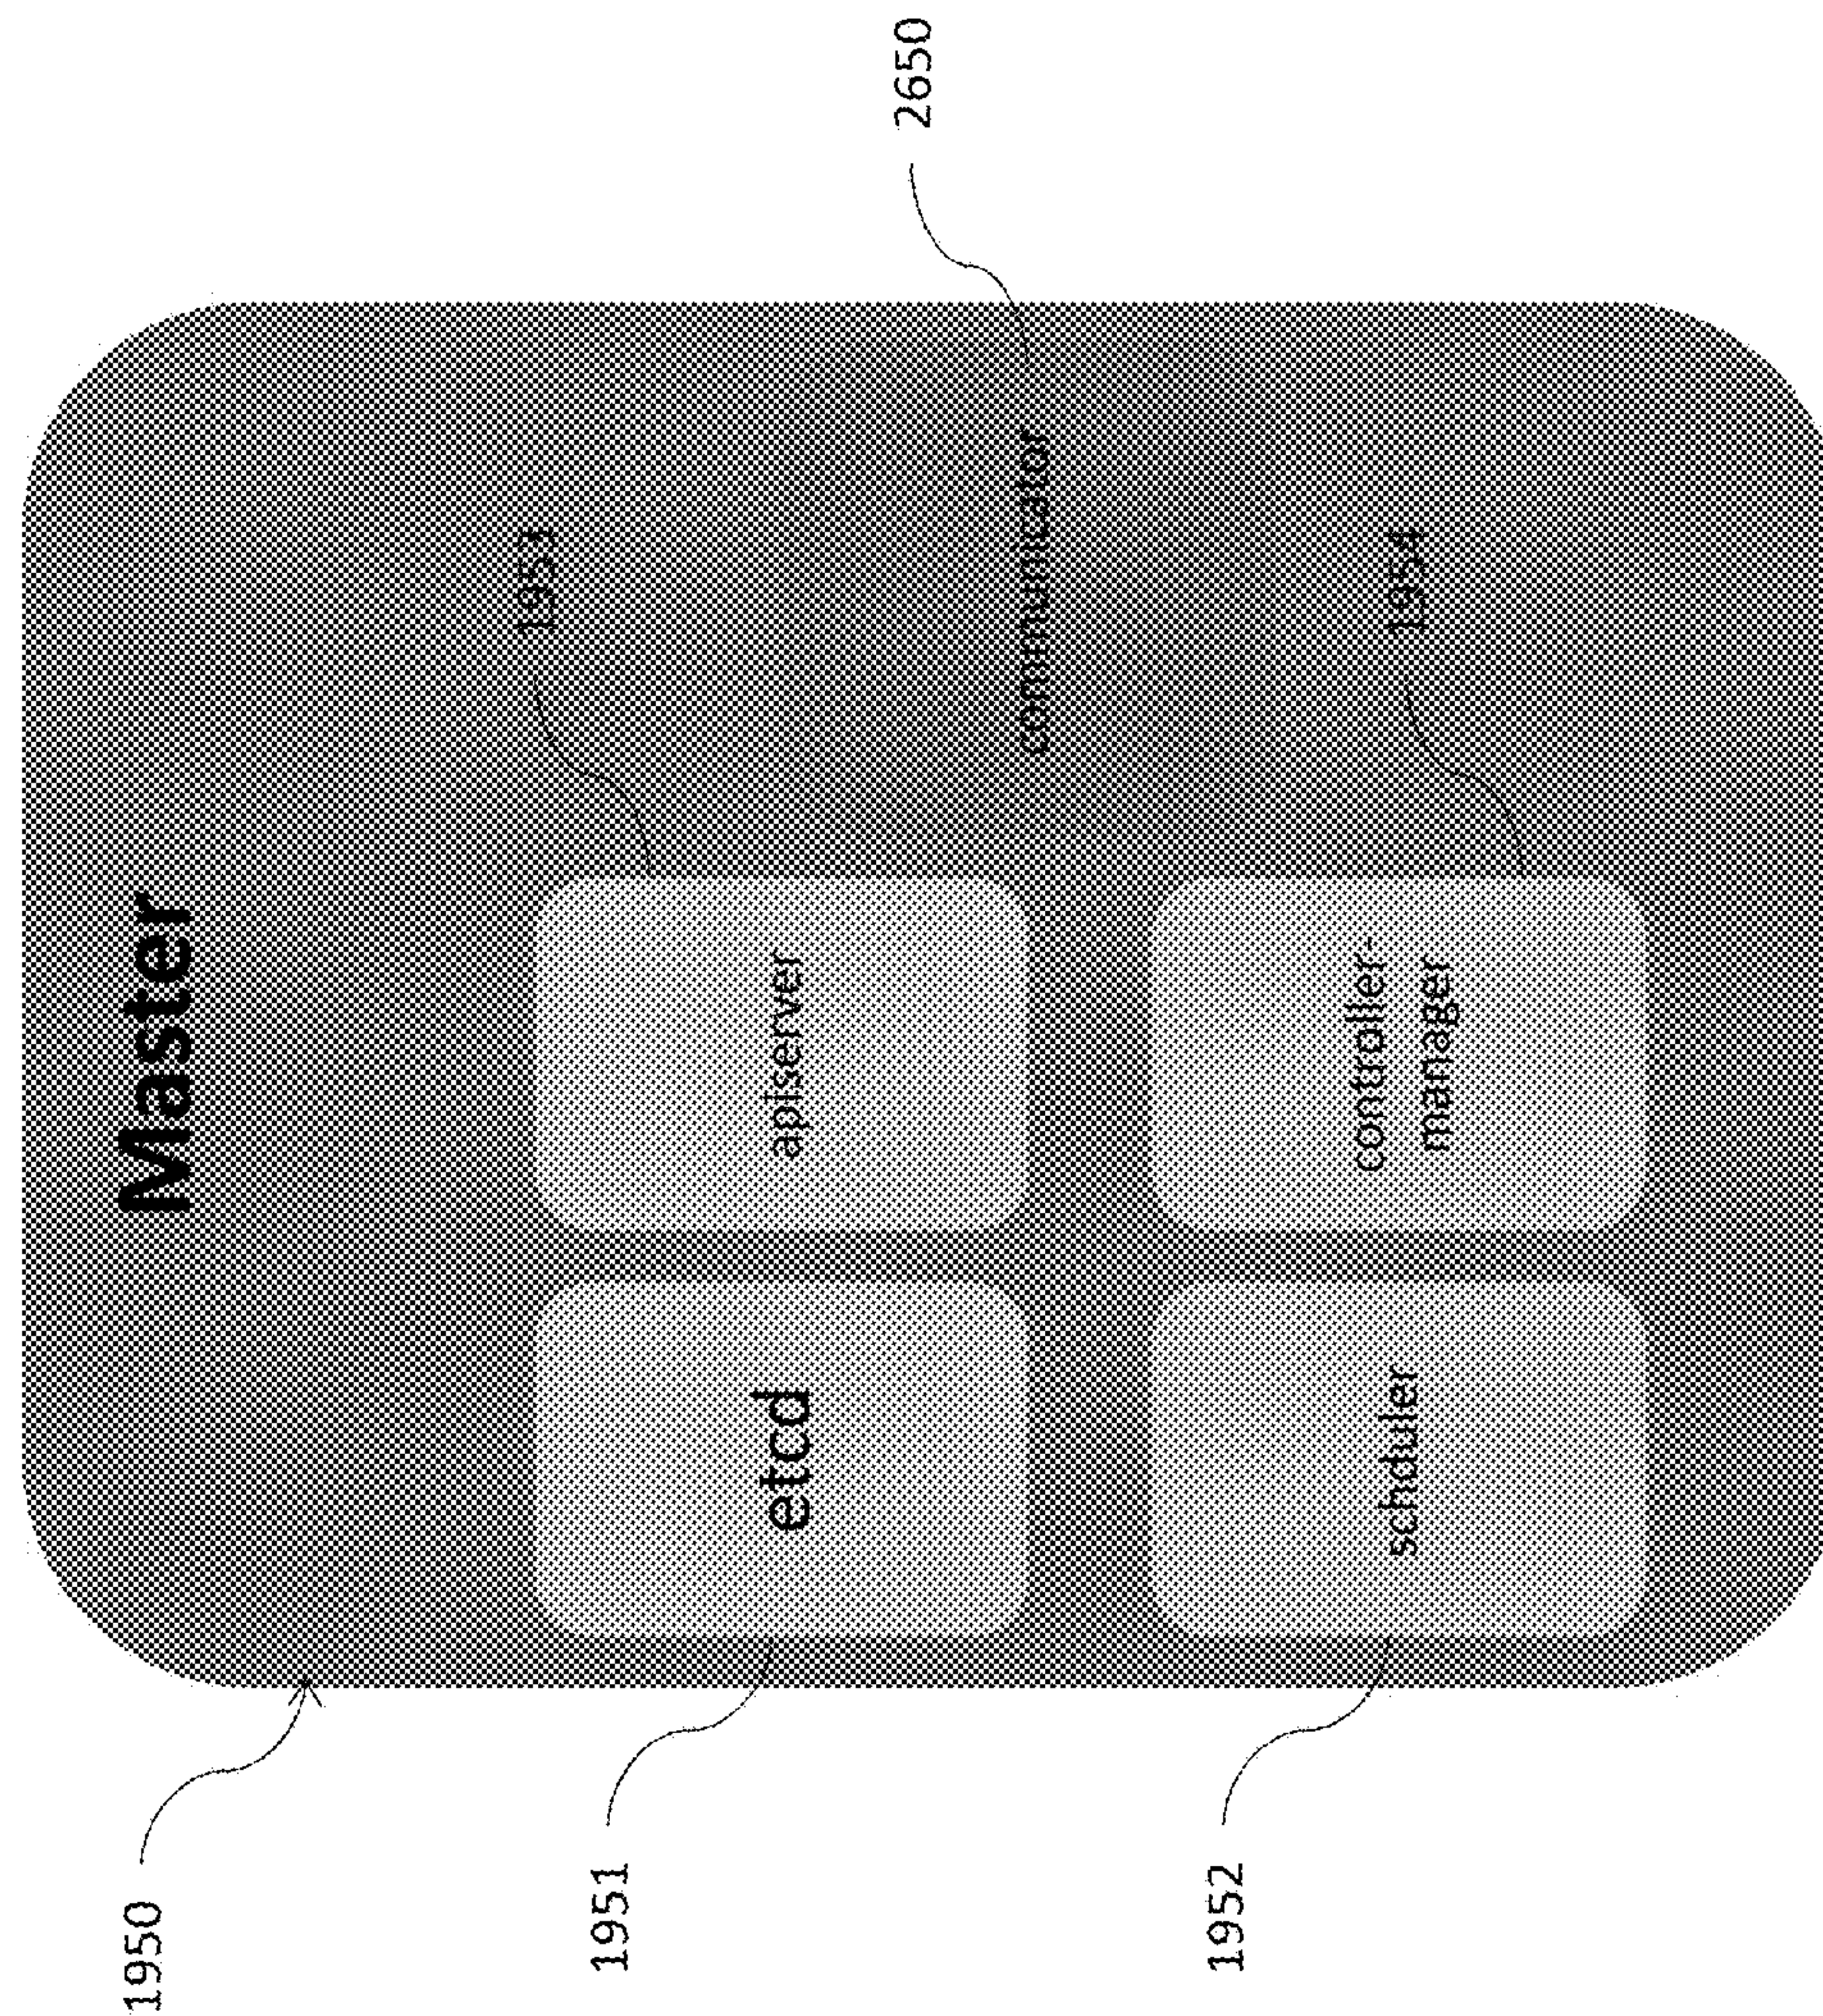 1950
Master
1951
etcd
apiserver
1953
communicator
2650
1952
schduler
controller-
manager
1954